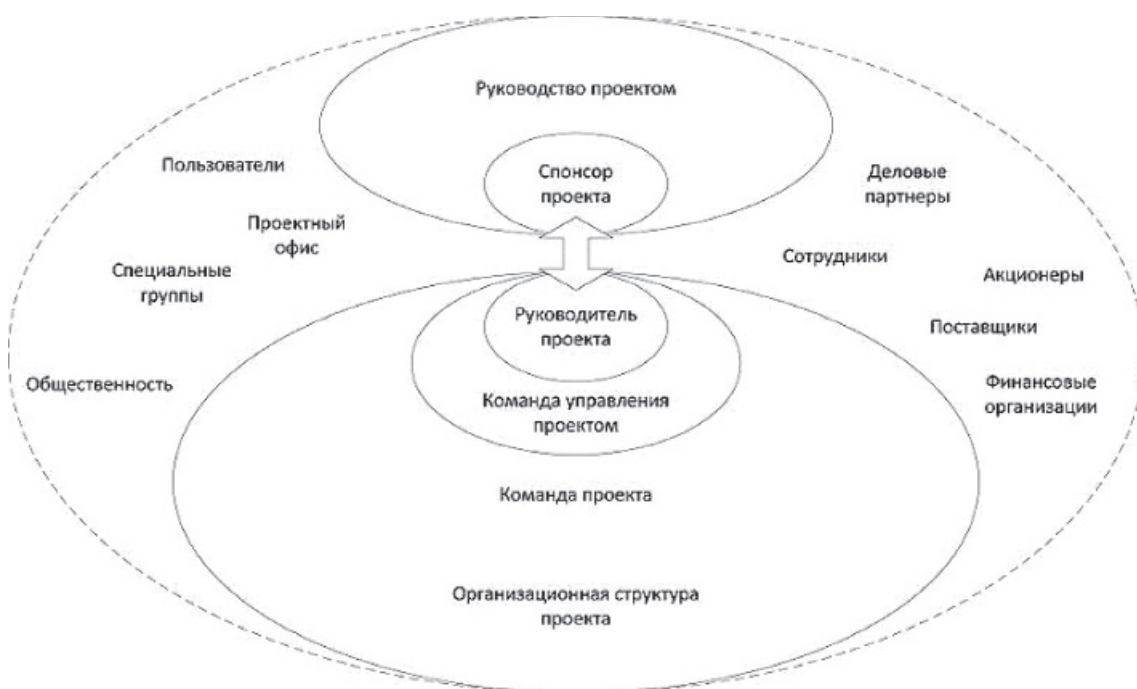 Руководство проектом
Пользователи
Спонсор
проекта
Деловые
партнеры
Проектный
офис
Сотрудники
Специальные
группы
Акционеры
Руководитель
проекта
Поставщики
Общественность
Финансовые
организации
Команда управления
проектом
Команда проекта
Организационная структура
проекта